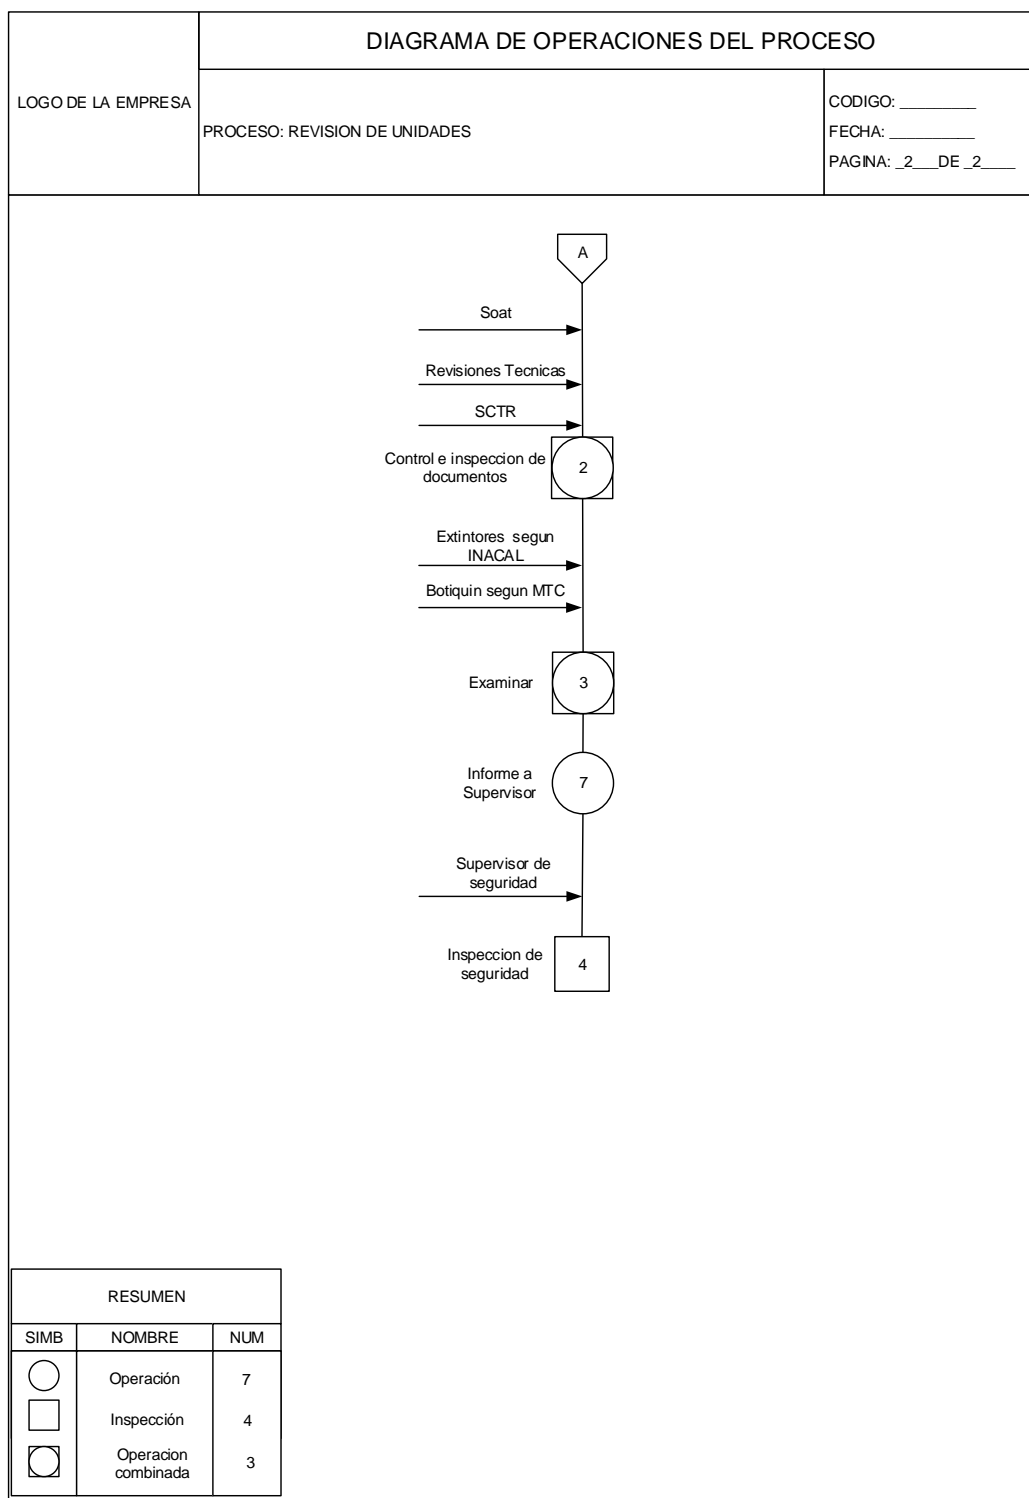 DIAGRAMA DE OPERACIONES DEL PROCESO
LOGO DE LA EMPRESA
PROCESO: REVISION DE UNIDADES
CODIGO: _________
FECHA: __________
PAGINA: _2___DE _2____
A
Soat
Revisiones Tecnicas
SCTR
Control e inspeccion de
documentos
2
Extintores segun
INACAL
Botiquin segun MTC
Examinar
3
Informe a
Supervisor
7
Supervisor de
seguridad
Inspeccion de
seguridad
4
RESUMEN
SIMB NOMBRE NUM
Operación 7
Inspección 4
Operacion
combinada
3